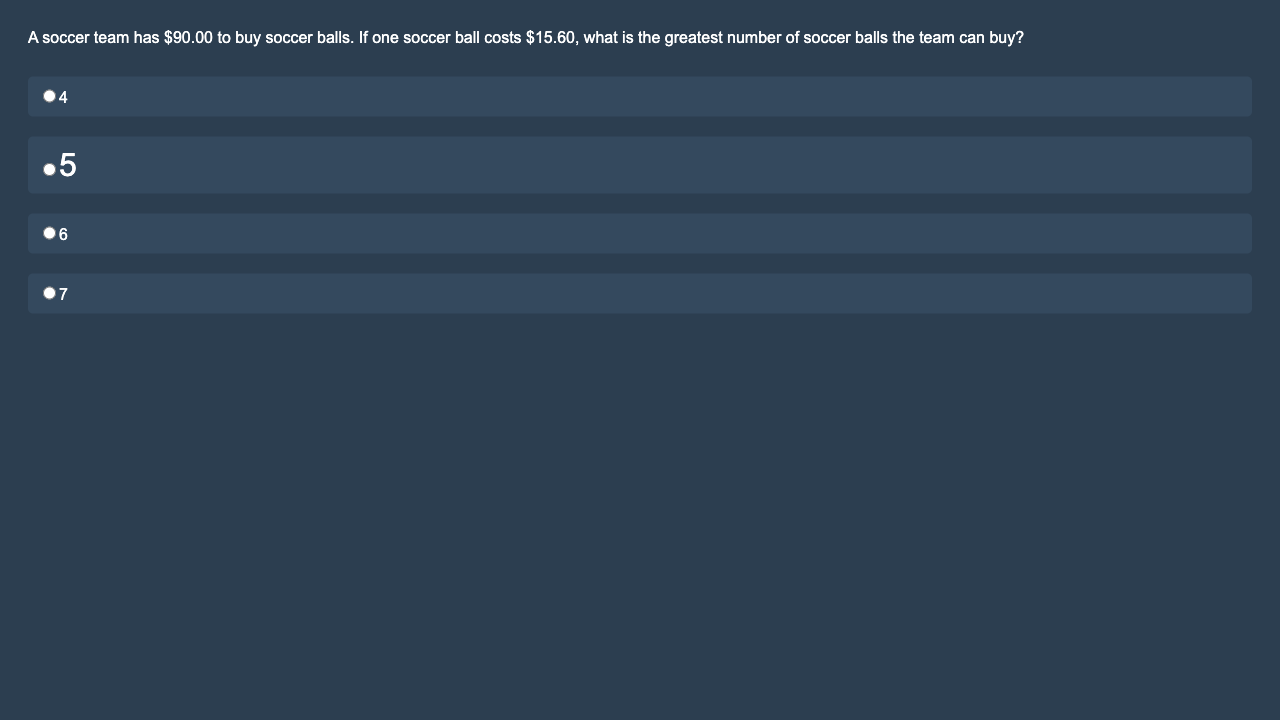 A soccer team has $90.00 to buy soccer balls. If one soccer ball costs $15.60, what is the greatest number of soccer balls the team can buy?
4
5
6
7